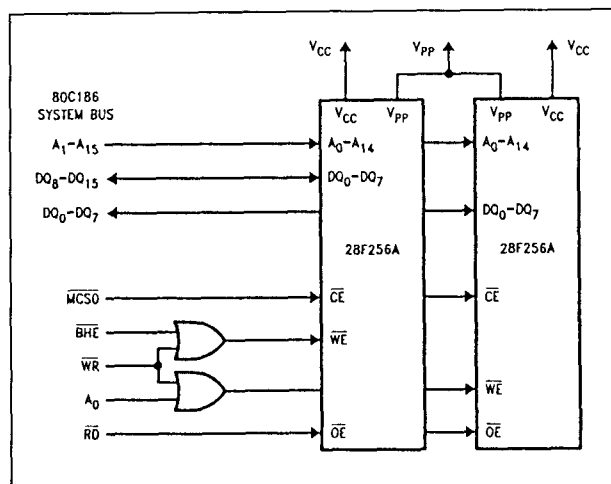 VCC VPP VCC
80C186
SYSTEM BUS
VCC VPP VPP VCC
A1–A15 A0–A14 A0–A14
DQ8–DQ15 DQ0–DQ7
DQ0–DQ7 DQ0–DQ7
28F256A 28F256A
MCS0 CE CE
BHE
WE
WR
A0 WE
RD OE OE